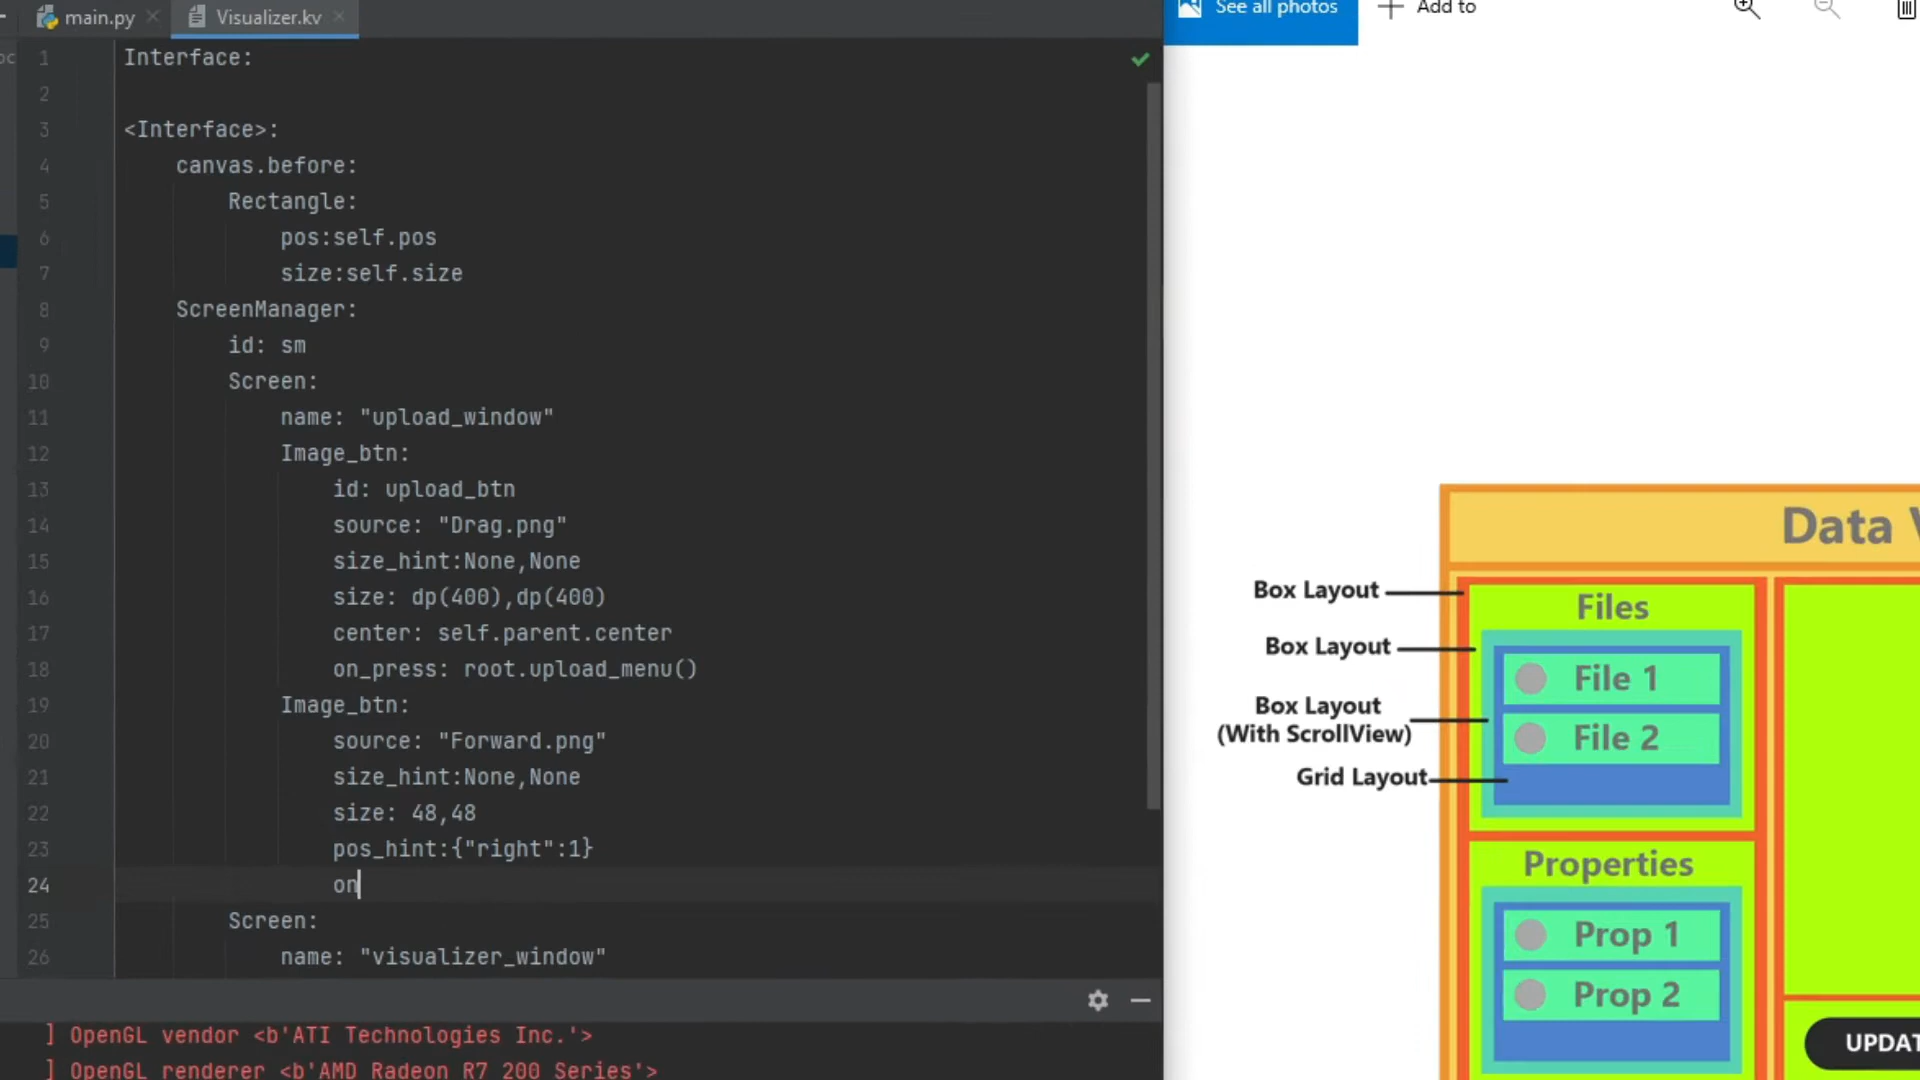 main.py
Visualizer.kv
See all photos
Add to
1 Interface:
2
3 <Interface>:
4 canvas.before:
5 Rectangle:
6 pos:self.pos
7 size:self.size
8 ScreenManager:
9 id: sm
10 Screen:
11 name: "upload_window"
12 Image_btn:
13 id: upload_btn
14 source: "Drag.png"
15 size_hint:None,None
16 size: dp(400),dp(400)
17 center: self.parent.center
18 on_press: root.upload_menu()
19 Image_btn:
20 source: "Forward.png"
21 size_hint:None,None
22 size: 48,48
23 pos_hint:{"right":1}
24 on
25 Screen:
26 name: "visualizer_window"
] OpenGL vendor <b'ATI Technologies Inc.'>
] OpenGL renderer <b'AMD Radeon R7 200 Series'>
Data
Box Layout
Files
Box Layout
File 1
Box Layout
(With ScrollView)
File 2
Grid Layout
Properties
Prop 1
Prop 2
UPDAT